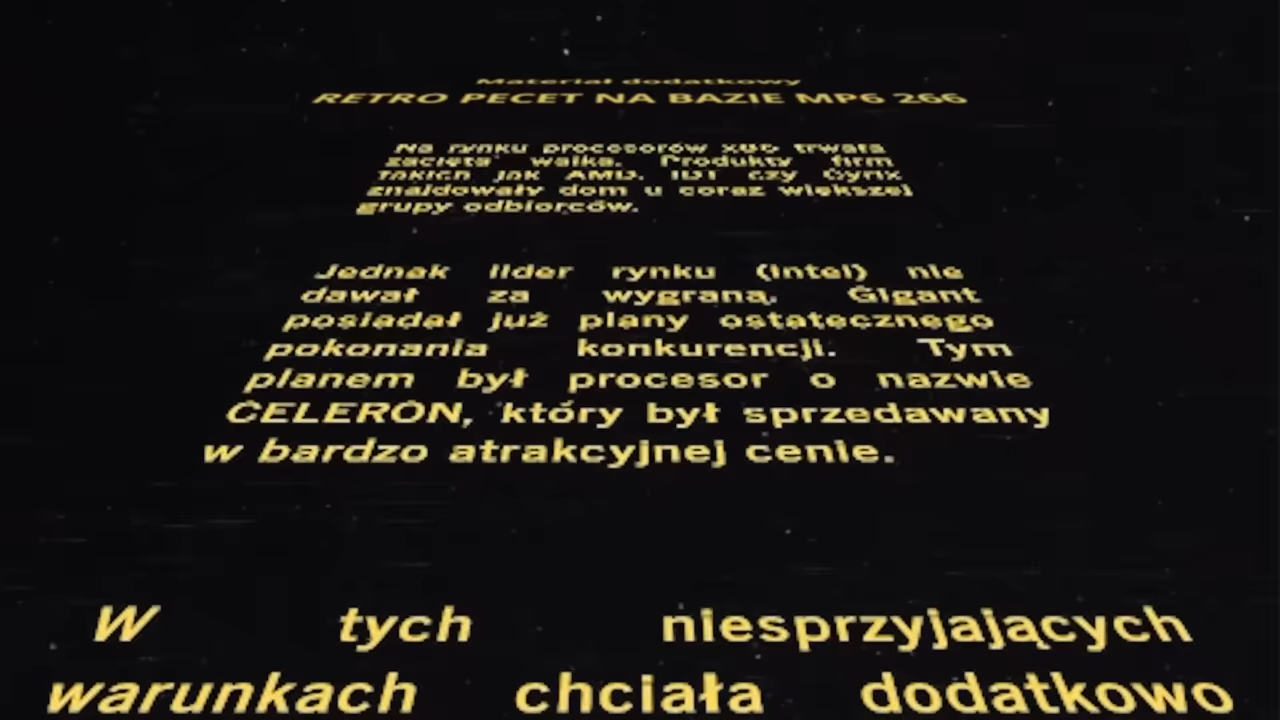 Materiał dodatkowy
RETRO PECET NA BAZIE MP6 266
Na rynku procesorów x86 trwała
zacięta walka. Produkty firm
takich jak AMD, IDT czy Cyrix
znajdowały dom u coraz większej
grupy odbiorców.
Jednak lider rynku (Intel) nie
dawał za wygraną. Gigant
posiadał już plany ostatecznego
pokonania konkurencji. Tym
planem był procesor o nazwie
CELERON, który był sprzedawany
w bardzo atrakcyjnej cenie.
W tych niesprzyjających
warunkach chciała dodatkowo